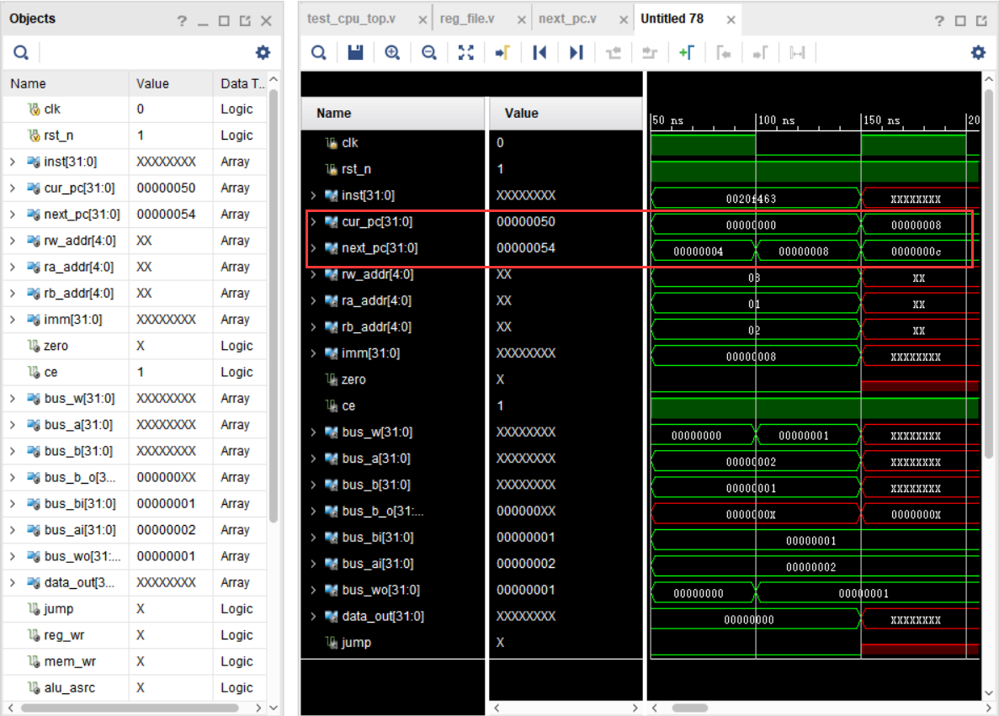 Objects
Name Value Data T...
clk 0 Logic
rst_n 1 Logic
inst[31:0] XXXXXXXX Array
cur_pc[31:0] 00000050 Array
next_pc[31:0] 00000054 Array
rw_addr[4:0] XX Array
ra_addr[4:0] XX Array
rb_addr[4:0] XX Array
imm[31:0] XXXXXXXX Array
zero X Logic
ce 1 Logic
bus_w[31:0] XXXXXXXX Array
bus_a[31:0] XXXXXXXX Array
bus_b[31:0] XXXXXXXX Array
bus_b_o[3... 000000XX Array
bus_bi[31:0] 00000001 Array
bus_ai[31:0] 00000002 Array
bus_wo[31:... 00000001 Array
data_out[3... XXXXXXXX Array
jump X Logic
reg_wr X Logic
mem_wr X Logic
alu_asrc X Logic
test_cpu_top.v reg_file.v next_pc.v Untitled 78
Name Value 50 ns 100 ns 150 ns 20
clk 0
rst_n 1
inst[31:0] XXXXXXXX 0020f463 XXXXXXXX
cur_pc[31:0] 00000050 00000000 00000008
next_pc[31:0] 00000054 00000004 00000008 0000000c
rw_addr[4:0] XX 08 XX
ra_addr[4:0] XX 01 XX
rb_addr[4:0] XX 02 XX
imm[31:0] XXXXXXXX 00000008 XXXXXXXX
zero X
ce 1
bus_w[31:0] XXXXXXXX 00000000 00000001 XXXXXXXX
bus_a[31:0] XXXXXXXX 00000002 XXXXXXXX
bus_b[31:0] XXXXXXXX 00000001 XXXXXXXX
bus_b_o[31:... 000000XX 0000000X 0000000X
bus_bi[31:0] 00000001 00000001
bus_ai[31:0] 00000002 00000002
bus_wo[31:0] 00000001 00000000 00000001
data_out[31:0] XXXXXXXX 00000000 XXXXXXXX
jump X